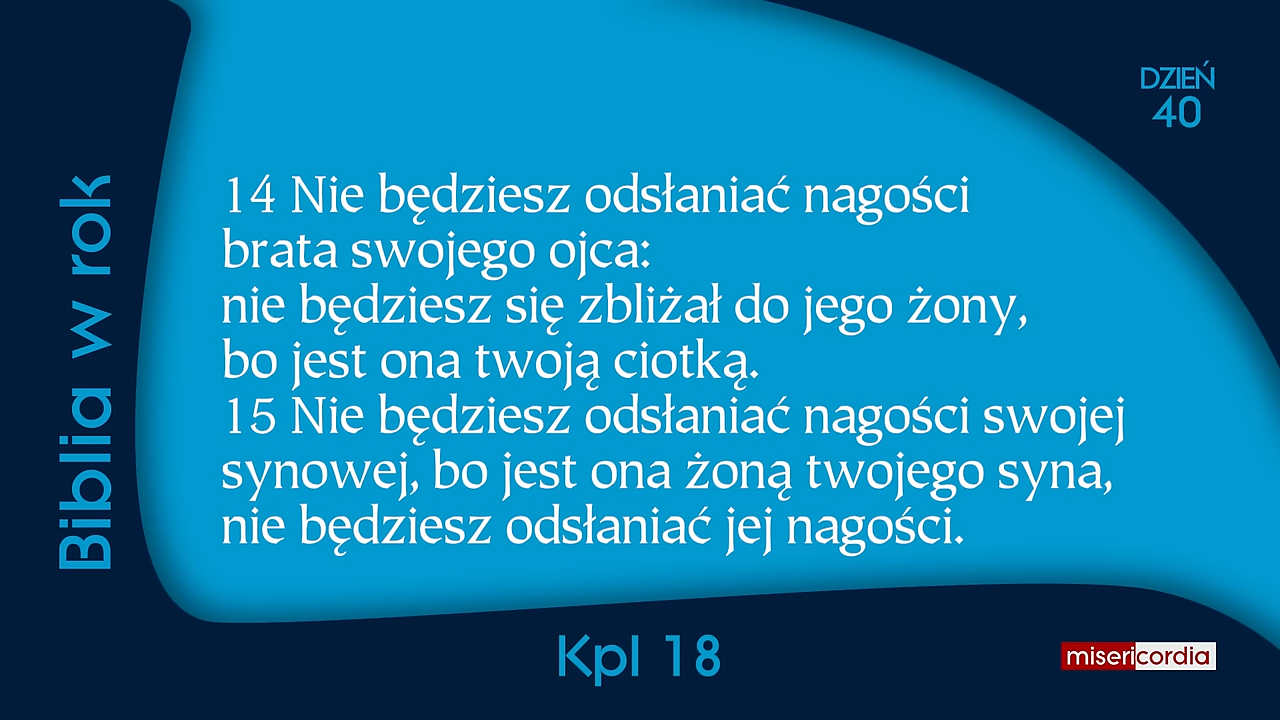 DZIEŃ
40
Biblia w rok
14 Nie będziesz odsłaniać nagości
brata swojego ojca:
nie będziesz się zbliżał do jego żony,
bo jest ona twoją ciotką.
15 Nie będziesz odsłaniać nagości swojej
synowej, bo jest ona żoną twojego syna,
nie będziesz odsłaniać jej nagości.
Kpl 18
misericordia